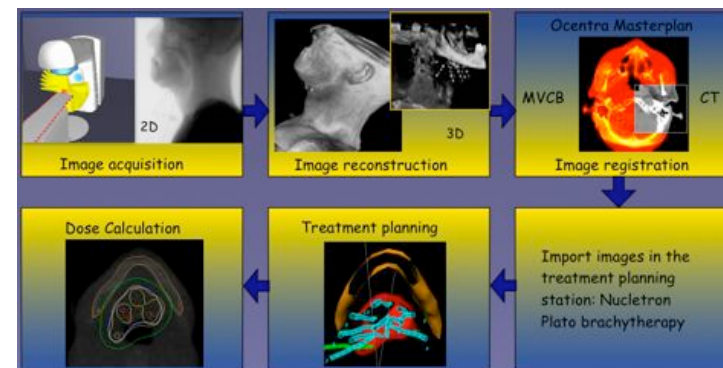 2D
Image acquisition
3D
Image reconstruction
Ocentra Masterplan
MVCB
CT
Image registration
Dose Calculation
Treatment planning
Import images in the
treatment planning
station: Nucletron
Plato brachytherapy